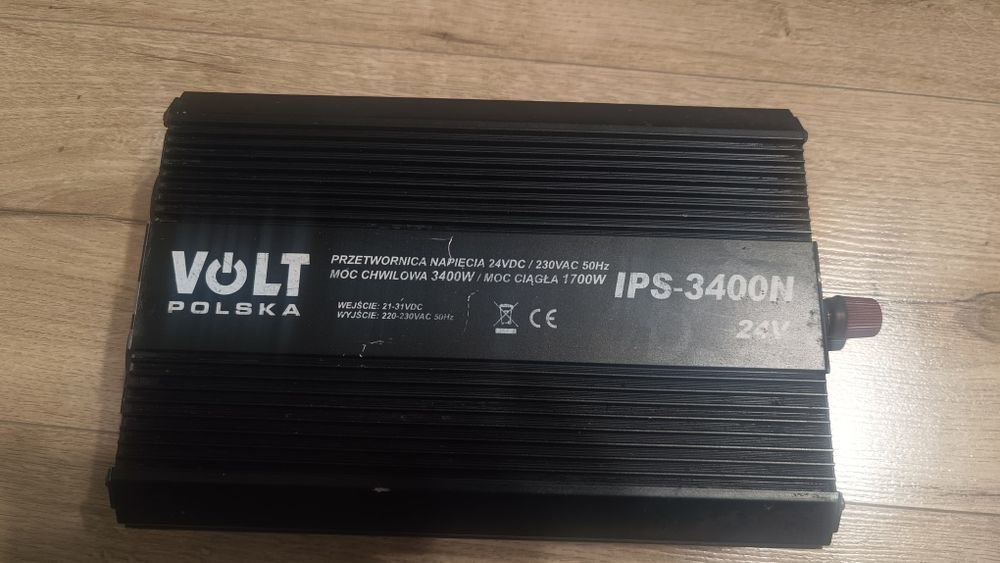 VOLT
POLSKA
PRZETWORNICA NAPIĘCIA 24VDC / 230VAC 50Hz
MOC CHWILOWA 3400W / MOC CIĄGŁA 1700W
WEJŚCIE: 21-31VDC
WYJŚCIE: 220-230VAC 50Hz
CE
IPS-3400N
24V